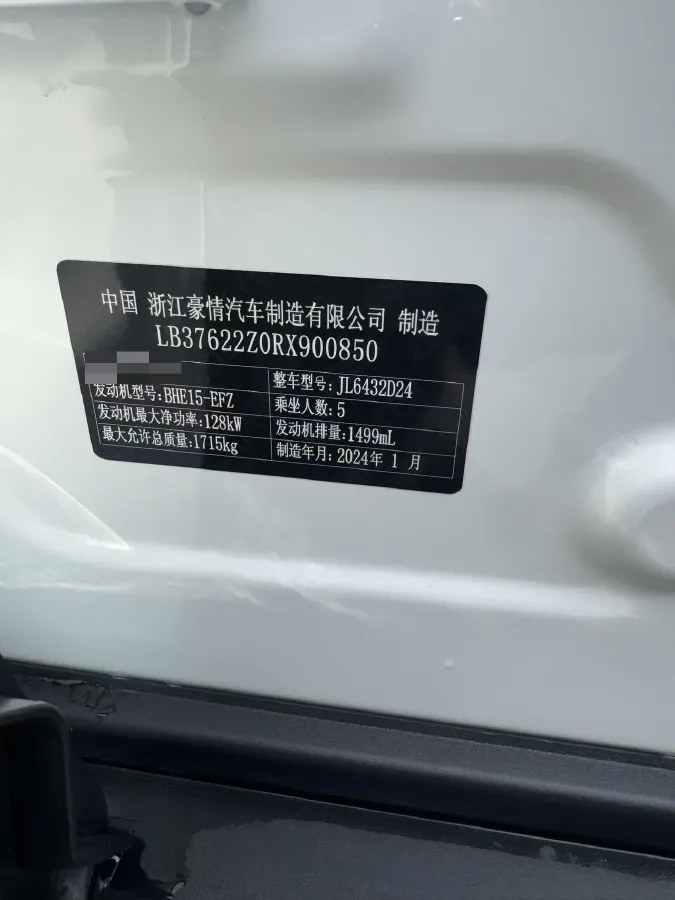 中国 浙江豪情汽车制造有限公司 制造
LB37622Z0RX900850
整车型号:JL6432D24
发动机型号:BHE15-EFZ
乘坐人数:5
发动机最大净功率:128kW
发动机排量:1499mL
最大允许总质量:1715kg
制造年月:2024年 1 月